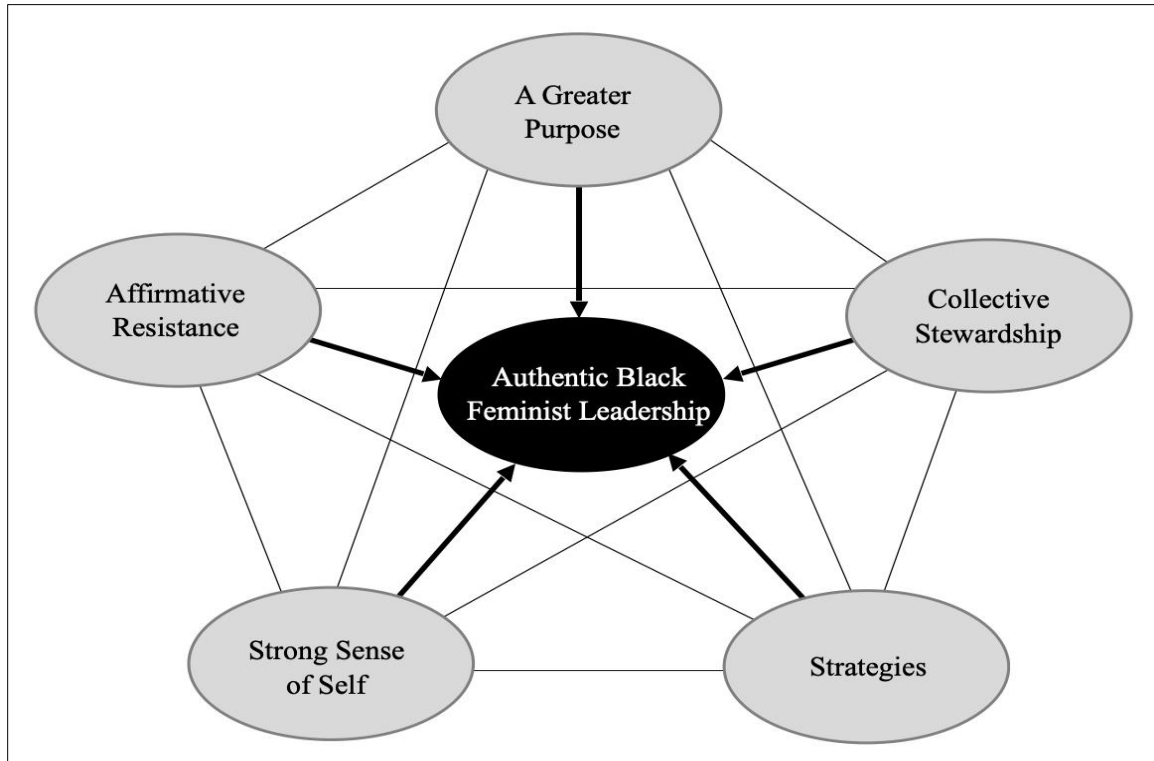 A Greater
Purpose
Affirmative
Resistance
Collective
Stewardship
Authentic Black
Feminist Leadership
Strong Sense
of Self
Strategies